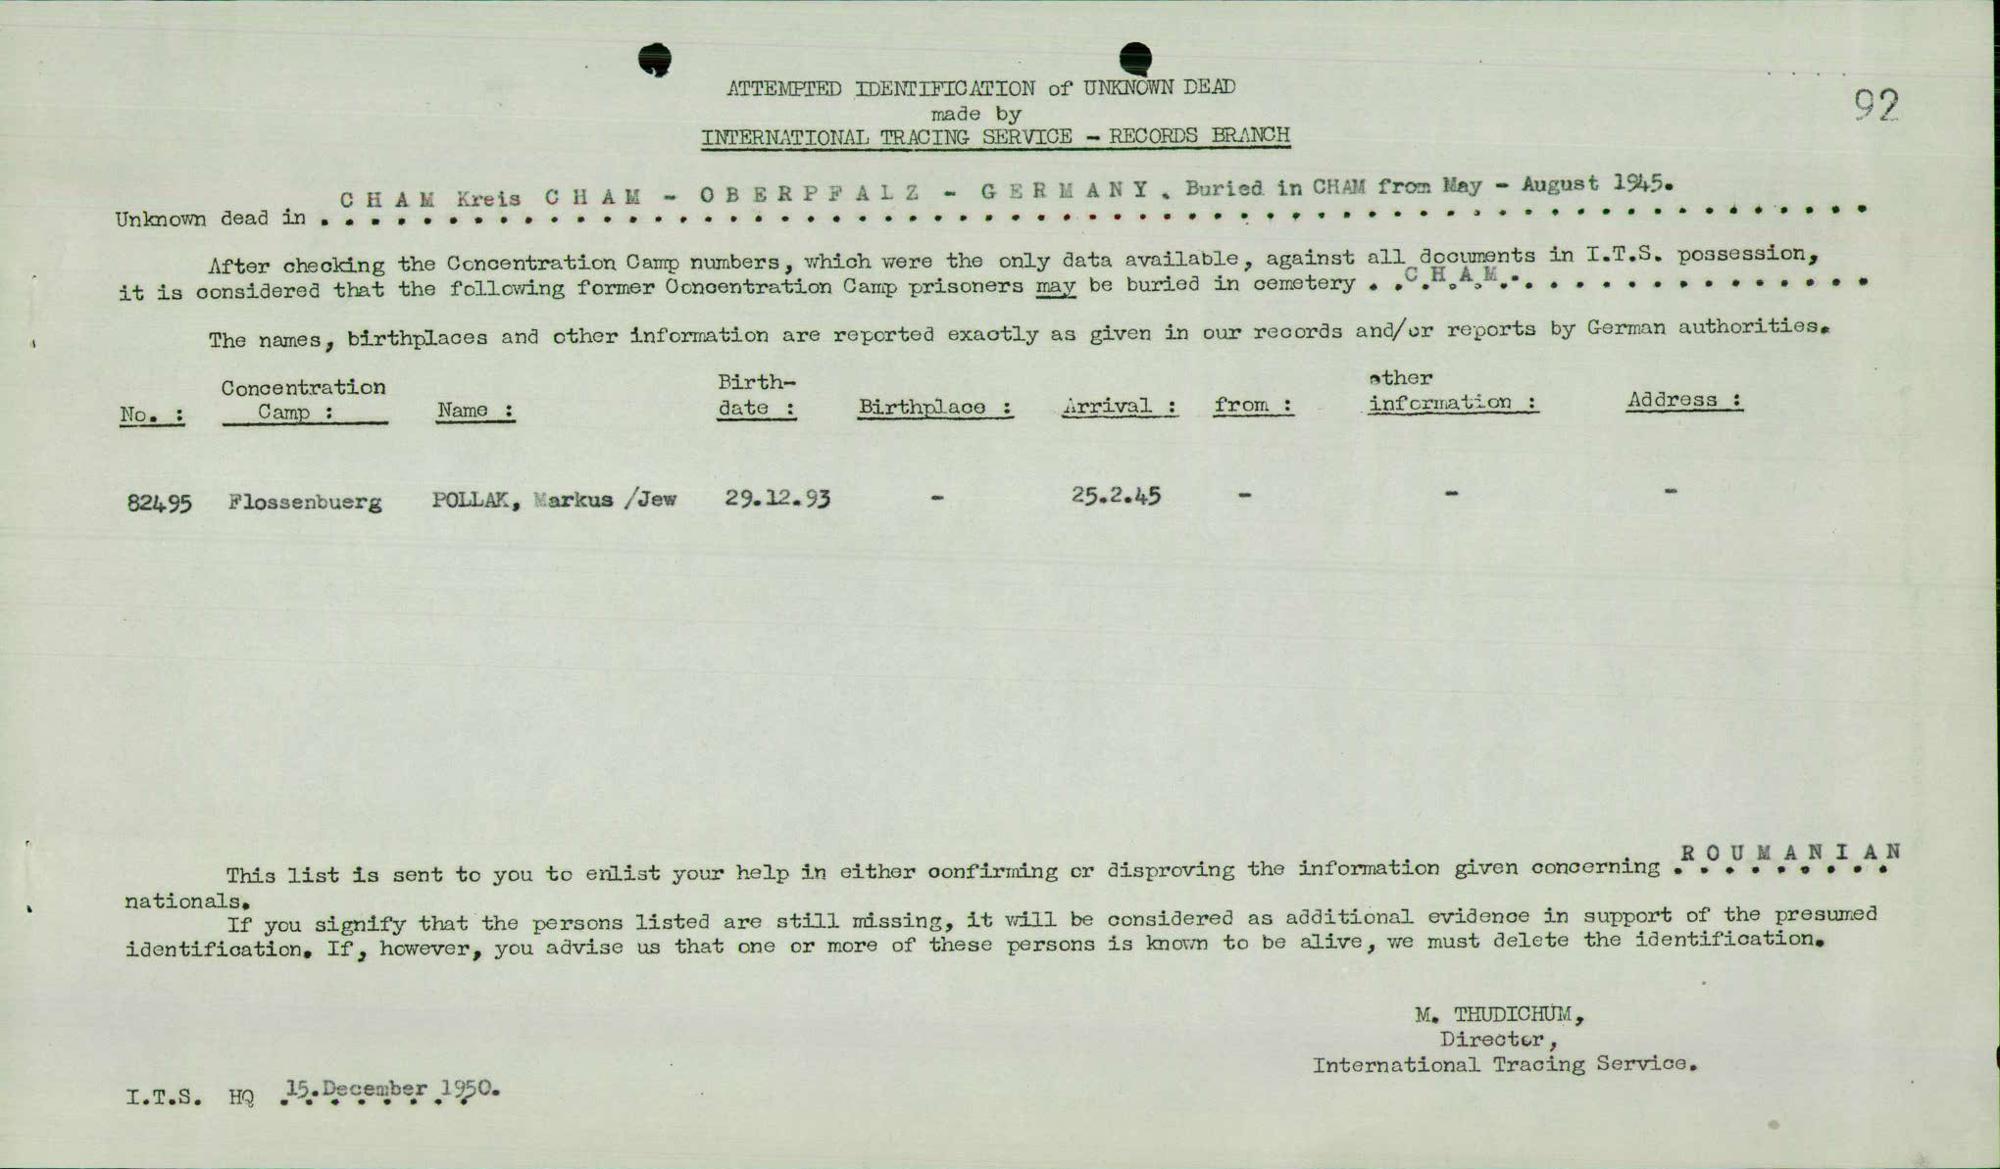 92
ATTEMPTED IDENTIFICATION of UNKNOWN DEAD
made by
INTERNATIONAL TRACING SERVICE - RECORDS BRANCH
Unknown dead in C H A M Kreis C H A M - O B E R P F A L Z - G E R M A N Y . Buried in CHAM from May - August 1945.
After checking the Concentration Camp numbers, which were the only data available, against all documents in I.T.S. possession,
it is considered that the following former Concentration Camp prisoners may be buried in cemetery . . C H A M . . . . . . . . . . . . . . .
The names, birthplaces and other information are reported exactly as given in our records and/or reports by German authorities.
No. : Concentration Camp : Name : Birth-date : Birthplace : Arrival : from : other information : Address :
82495 Flossenbuerg POLLAK, Markus /Jew 29.12.93 - 25.2.45 - - -
This list is sent to you to enlist your help in either confirming or disproving the information given concerning R O U M A N I A N
nationals.
If you signify that the persons listed are still missing, it will be considered as additional evidence in support of the presumed
identification. If, however, you advise us that one or more of these persons is known to be alive, we must delete the identification.
M. THUDICHUM,
Director,
International Tracing Service.
I.T.S. HQ 15.December 1950.